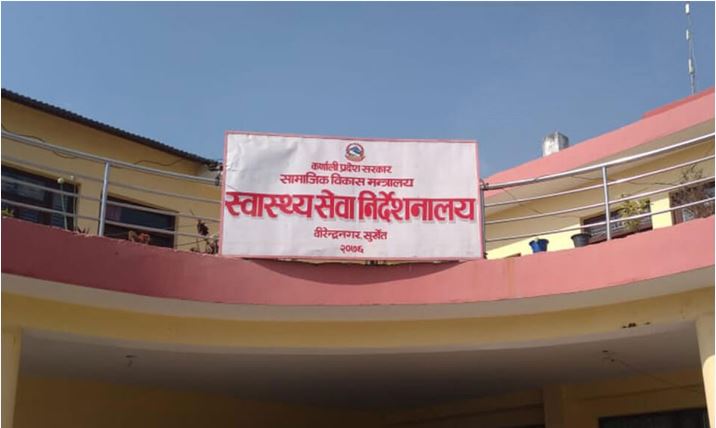 कर्णाली प्रदेश सरकार
सामाजिक विकास मन्त्रालय
स्वास्थ्य सेवा निर्देशनालय
वीरेन्द्रनगर, सुर्खेत
२०७६